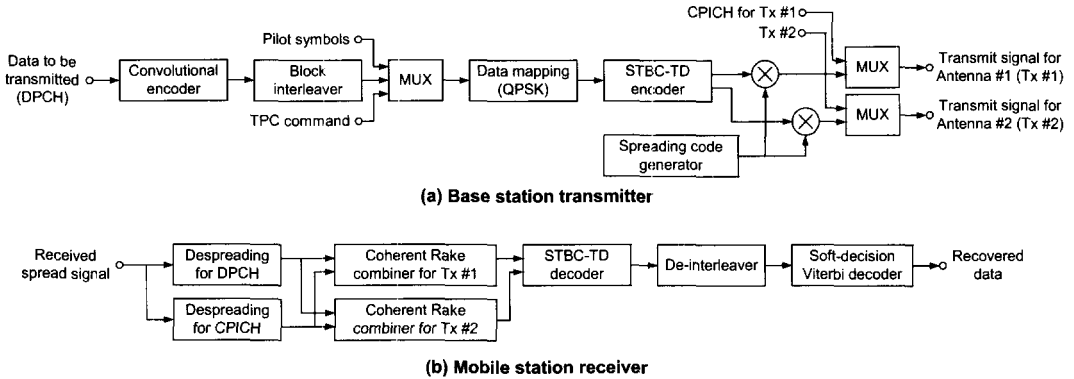 CPICH for Tx #1
Tx #2
Pilot symbols
Data to be
transmitted
(DPCH)
Convolutional
encoder
Block
interleaver
MUX
Data mapping
(QPSK)
STBC-TD
encoder
MUX
Transmit signal for
Antenna #1 (Tx #1)
TPC command
MUX
Transmit signal for
Antenna #2 (Tx #2)
Spreading code
generator
(a) Base station transmitter
Received
spread signal
Despreading
for DPCH
Coherent Rake
combiner for Tx #1
STBC-TD
decoder
De-interleaver
Soft-decision
Viterbi decoder
Recovered
data
Despreading
for CPICH
Coherent Rake
combiner for Tx #2
(b) Mobile station receiver